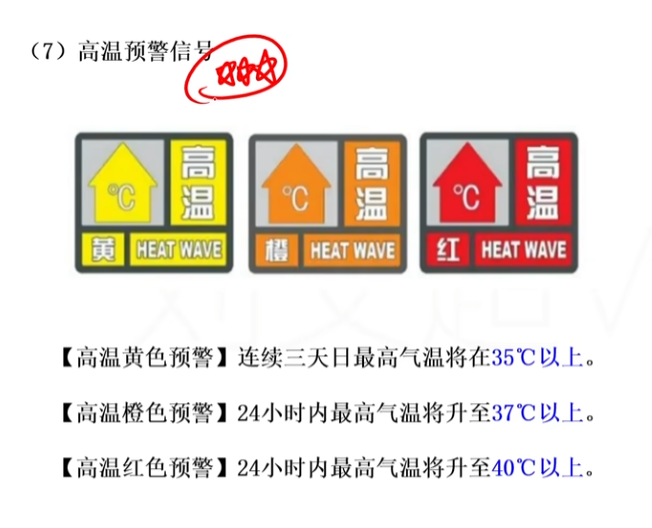 （7）高温预警信号
℃ 高温
黄 HEAT WAVE
℃ 高温
橙 HEAT WAVE
℃ 高温
红 HEAT WAVE
【高温黄色预警】连续三天日最高气温将在35℃以上。
【高温橙色预警】24小时内最高气温将升至37℃以上。
【高温红色预警】24小时内最高气温将升至40℃以上。